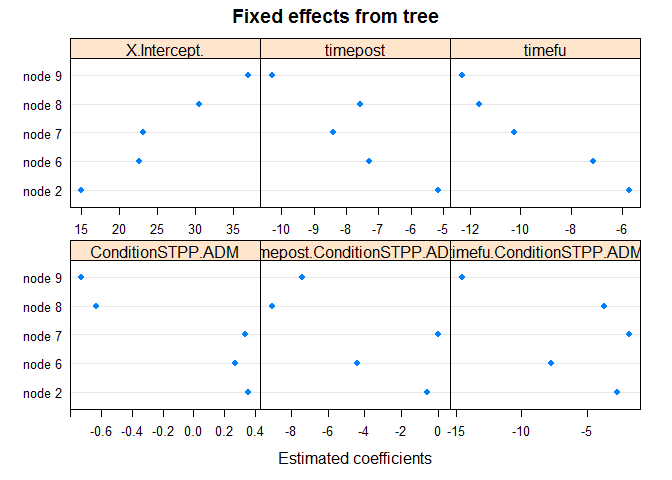 Fixed effects from tree
X.Intercept. timepost timefu
node 9
node 8
node 7
node 6
node 2
15 20 25 30 35 -10 -9 -8 -7 -6 -5 -12 -10 -8 -6
ConditionSTPP.ADM mepost.ConditionSTPP.AD timefu.ConditionSTPP.ADM
node 9
node 8
node 7
node 6
node 2
-0.6 -0.4 -0.2 0.0 0.2 0.4 -8 -6 -4 -2 0 -15 -10 -5
Estimated coefficients